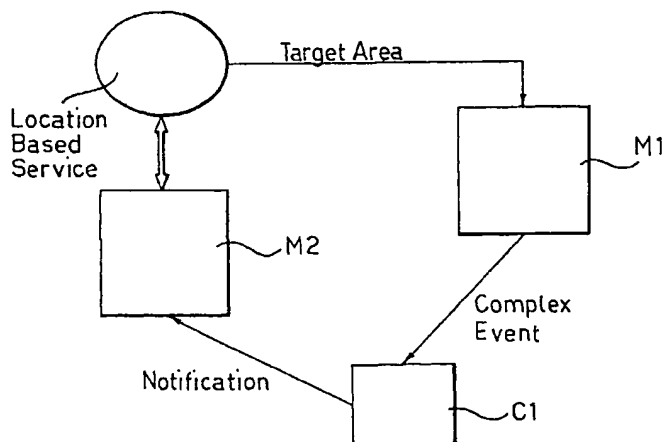 Target Area
Location
Based
Service
M1
M2
Complex
Event
Notification
C1